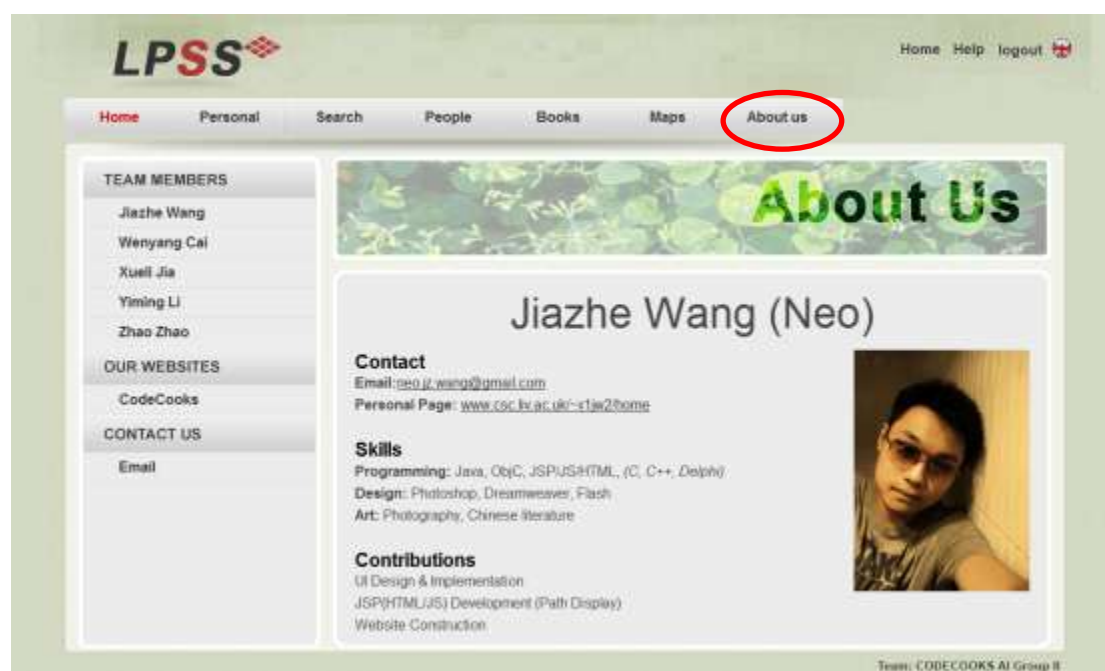 LPSS
Home Help logout
Home Personal Search People Books Maps About us
TEAM MEMBERS
Jiazhe Wang
Wenyang Cai
Xueli Jia
Yiming Li
Zhao Zhao
OUR WEBSITES
CodeCooks
CONTACT US
Email
About Us
Jiazhe Wang (Neo)
Contact
Email:neo.jz.wang@gmail.com
Personal Page: www.csc.liv.ac.uk/~x1jw2/home
Skills
Programming: Java, ObjC, JSP/JS/HTML, (C, C++, Delphi)
Design: Photoshop, Dreamweaver, Flash
Art: Photography, Chinese literature
Contributions
UI Design & Implementation
JSP(HTML/JS) Development (Path Display)
Website Construction
Team: CODECOOKS AI Group 8